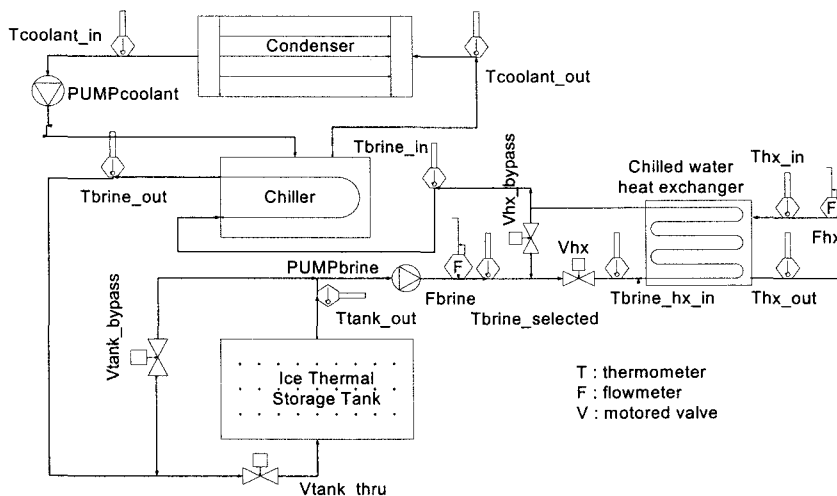 Tcoolant_in
Condenser
Tcoolant_out
PUMPcoolant
Tbrine_in
Tbrine_out
Chiller
Vhx_bypass
Chilled water
heat exchanger
Thx_in
F
Fhx
Vhx
PUMPbrine
F
Fbrine
Tbrine_selected
Tbrine_hx_in
Thx_out
Vtank_bypass
Ttank_out
Ice Thermal
Storage Tank
T : thermometer
F : flowmeter
V : motored valve
Vtank_thru